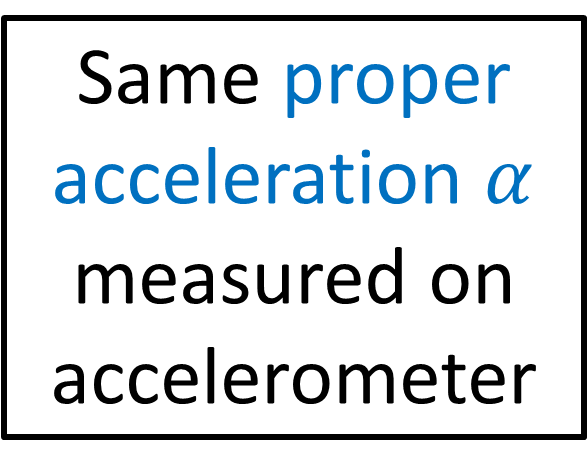 Same proper
acceleration α
measured on
accelerometer